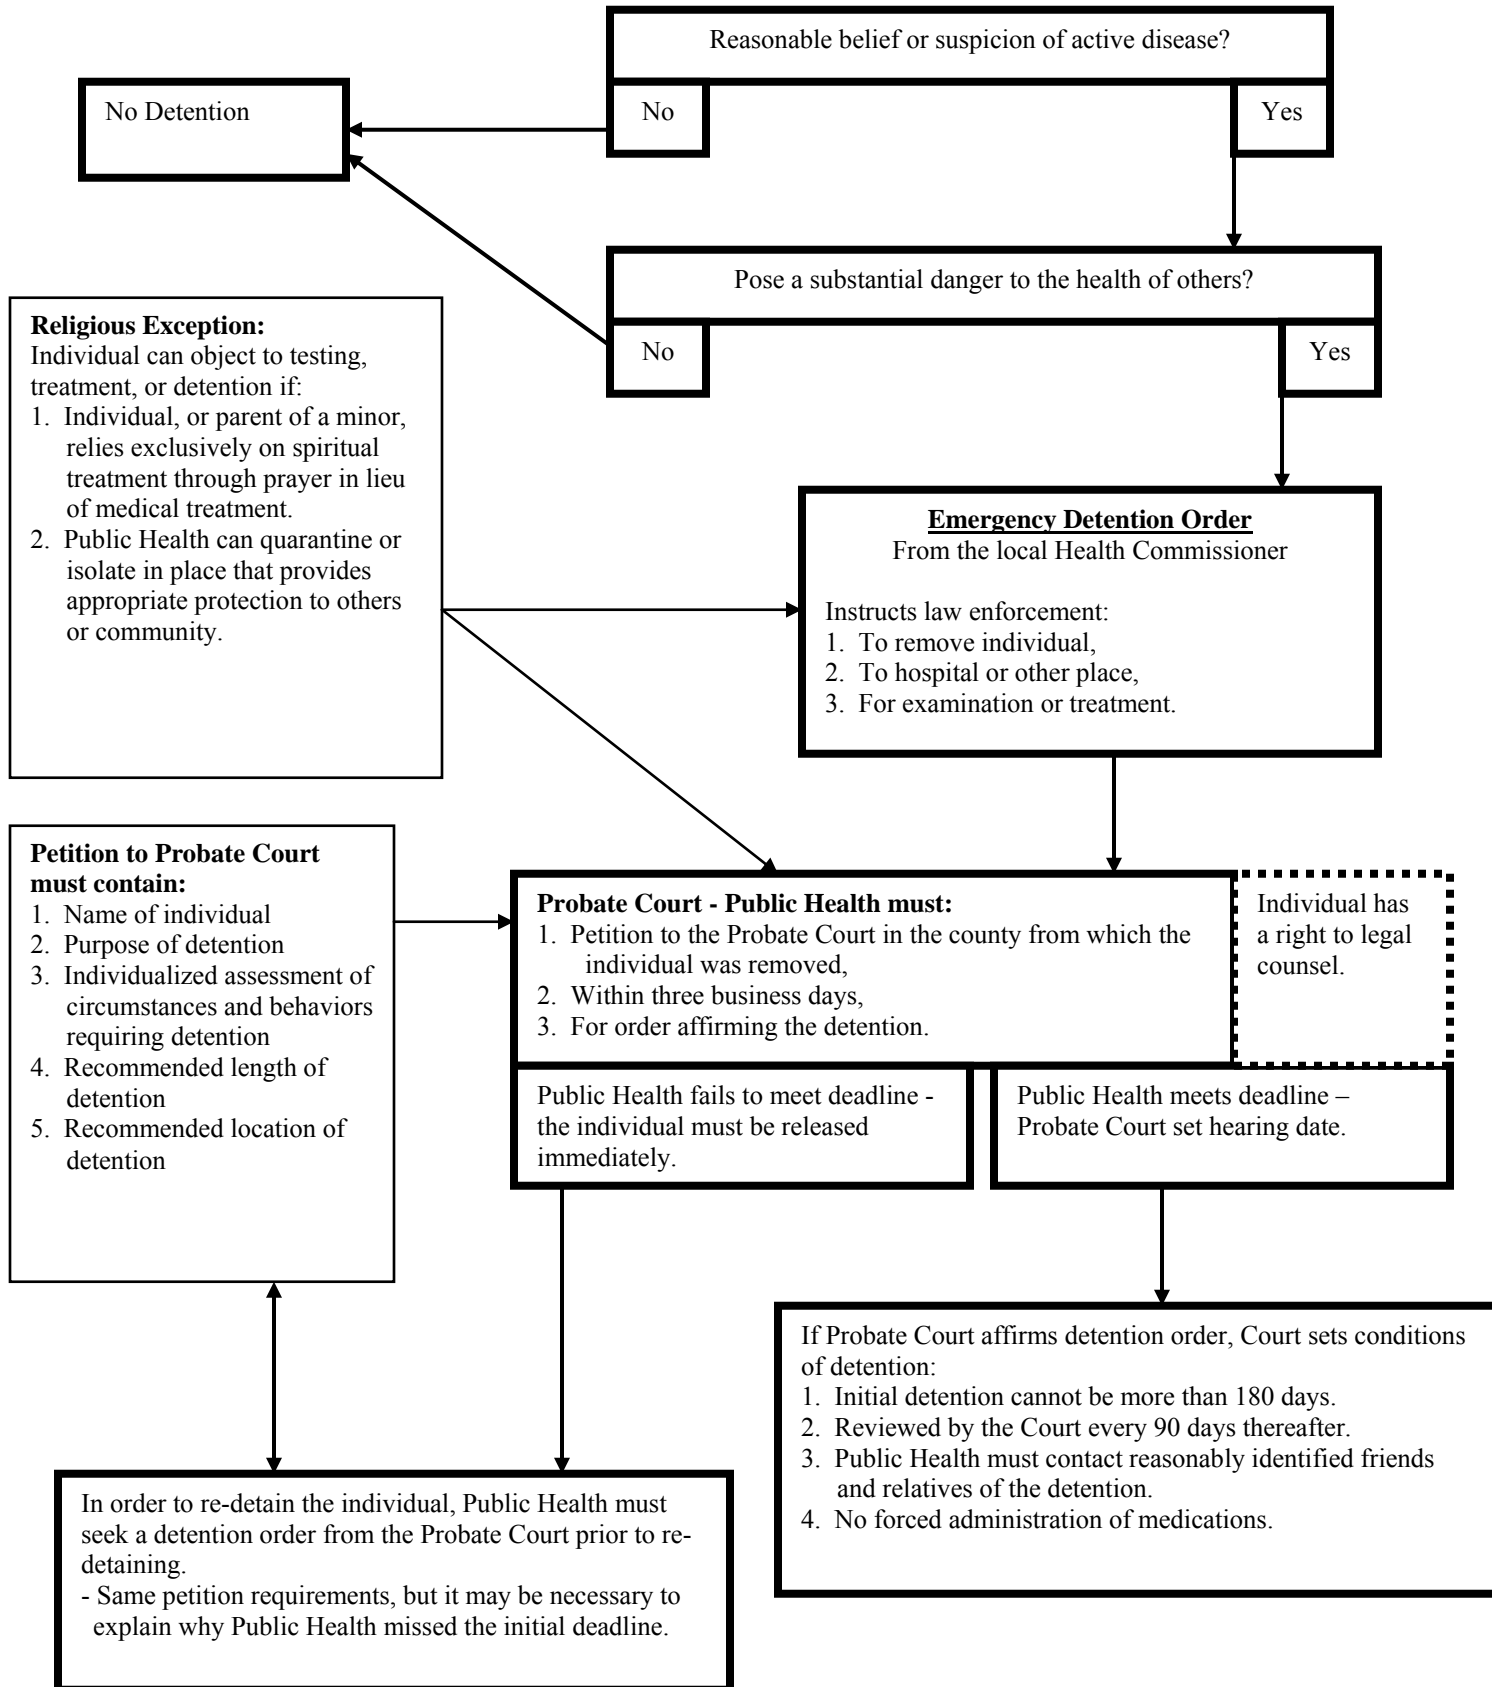 Reasonable belief or suspicion of active disease?
No
Yes
No Detention
Pose a substantial danger to the health of others?
No
Yes
Religious Exception:
Individual can object to testing,
treatment, or detention if:
1. Individual, or parent of a minor,
relies exclusively on spiritual
treatment through prayer in lieu
of medical treatment.
2. Public Health can quarantine or
isolate in place that provides
appropriate protection to others
or community.
Emergency Detention Order
From the local Health Commissioner
Instructs law enforcement:
1. To remove individual,
2. To hospital or other place,
3. For examination or treatment.
Petition to Probate Court
must contain:
1. Name of individual
2. Purpose of detention
3. Individualized assessment of
circumstances and behaviors
requiring detention
4. Recommended length of
detention
5. Recommended location of
detention
Probate Court - Public Health must:
1. Petition to the Probate Court in the county from which the
individual was removed,
2. Within three business days,
3. For order affirming the detention.
Individual has
a right to legal
counsel.
Public Health fails to meet deadline -
the individual must be released
immediately.
Public Health meets deadline –
Probate Court set hearing date.
If Probate Court affirms detention order, Court sets conditions
of detention:
1. Initial detention cannot be more than 180 days.
2. Reviewed by the Court every 90 days thereafter.
3. Public Health must contact reasonably identified friends
and relatives of the detention.
4. No forced administration of medications.
In order to re-detain the individual, Public Health must
seek a detention order from the Probate Court prior to re-
detaining.
- Same petition requirements, but it may be necessary to
explain why Public Health missed the initial deadline.